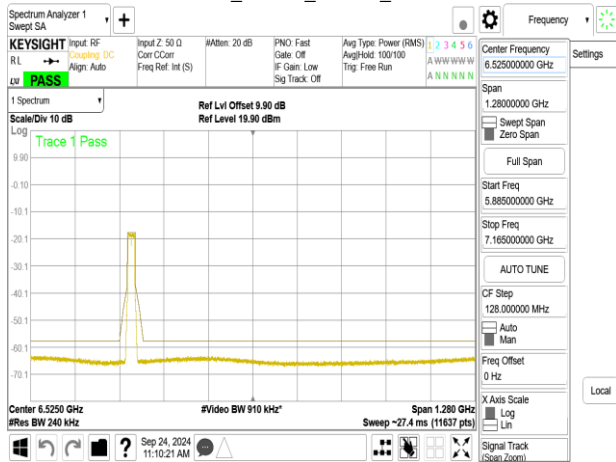 Spectrum Analyzer 1
Swept SA
+
Frequency
KEYSIGHT
RL
LXI
PASS
Input: RF
Coupling: DC
Align: Auto
Input Z: 50 Ω
Corr CCorr
Freq Ref: Int (S)
#Atten: 20 dB
PNO: Fast
Gate: Off
IF Gain: Low
Sig Track: Off
Avg Type: Power (RMS)
Avg|Hold: 100/100
Trig: Free Run
1 2 3 4 5 6
A W W W W W
A N N N N N
1 Spectrum
Scale/Div 10 dB
Ref Lvl Offset 9.90 dB
Ref Level 19.90 dBm
Log
Trace 1 Pass
9.90
-0.10
-10.1
-20.1
-30.1
-40.1
-50.1
-60.1
-70.1
Center 6.5250 GHz
#Res BW 240 kHz
#Video BW 910 kHz*
Span 1.280 GHz
Sweep ~27.4 ms (11637 pts)
Center Frequency
6.525000000 GHz
Span
1.28000000 GHz
Swept Span
Zero Span
Full Span
Start Freq
5.885000000 GHz
Stop Freq
7.165000000 GHz
AUTO TUNE
CF Step
128.000000 MHz
Auto
Man
Freq Offset
0 Hz
X Axis Scale
Log
Lin
Signal Track
(Span Zoom)
Settings
Local
?
Sep 24, 2024
11:10:21 AM